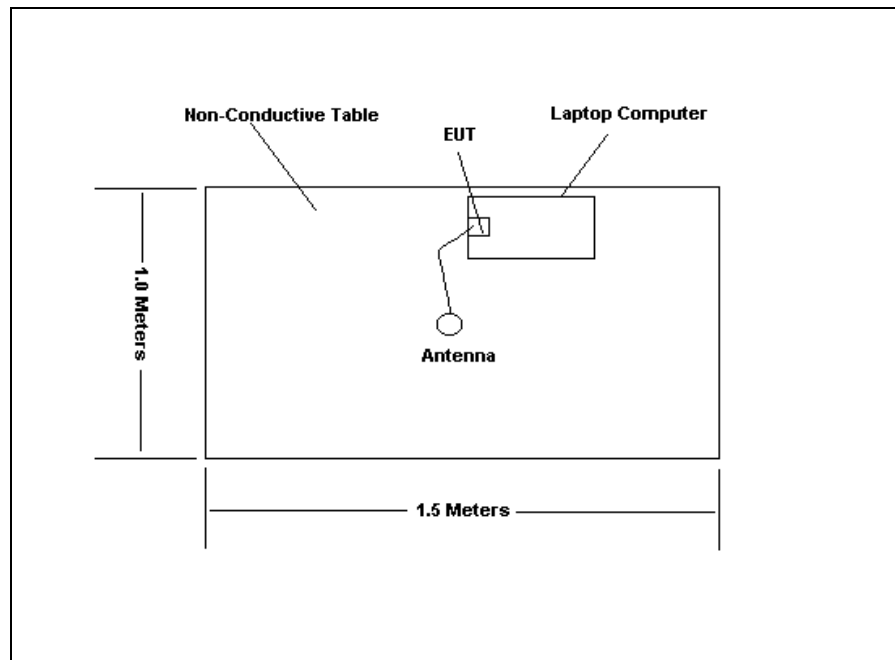 Non-Conductive Table
Laptop Computer
EUT
1.0 Meters
Antenna
1.5 Meters